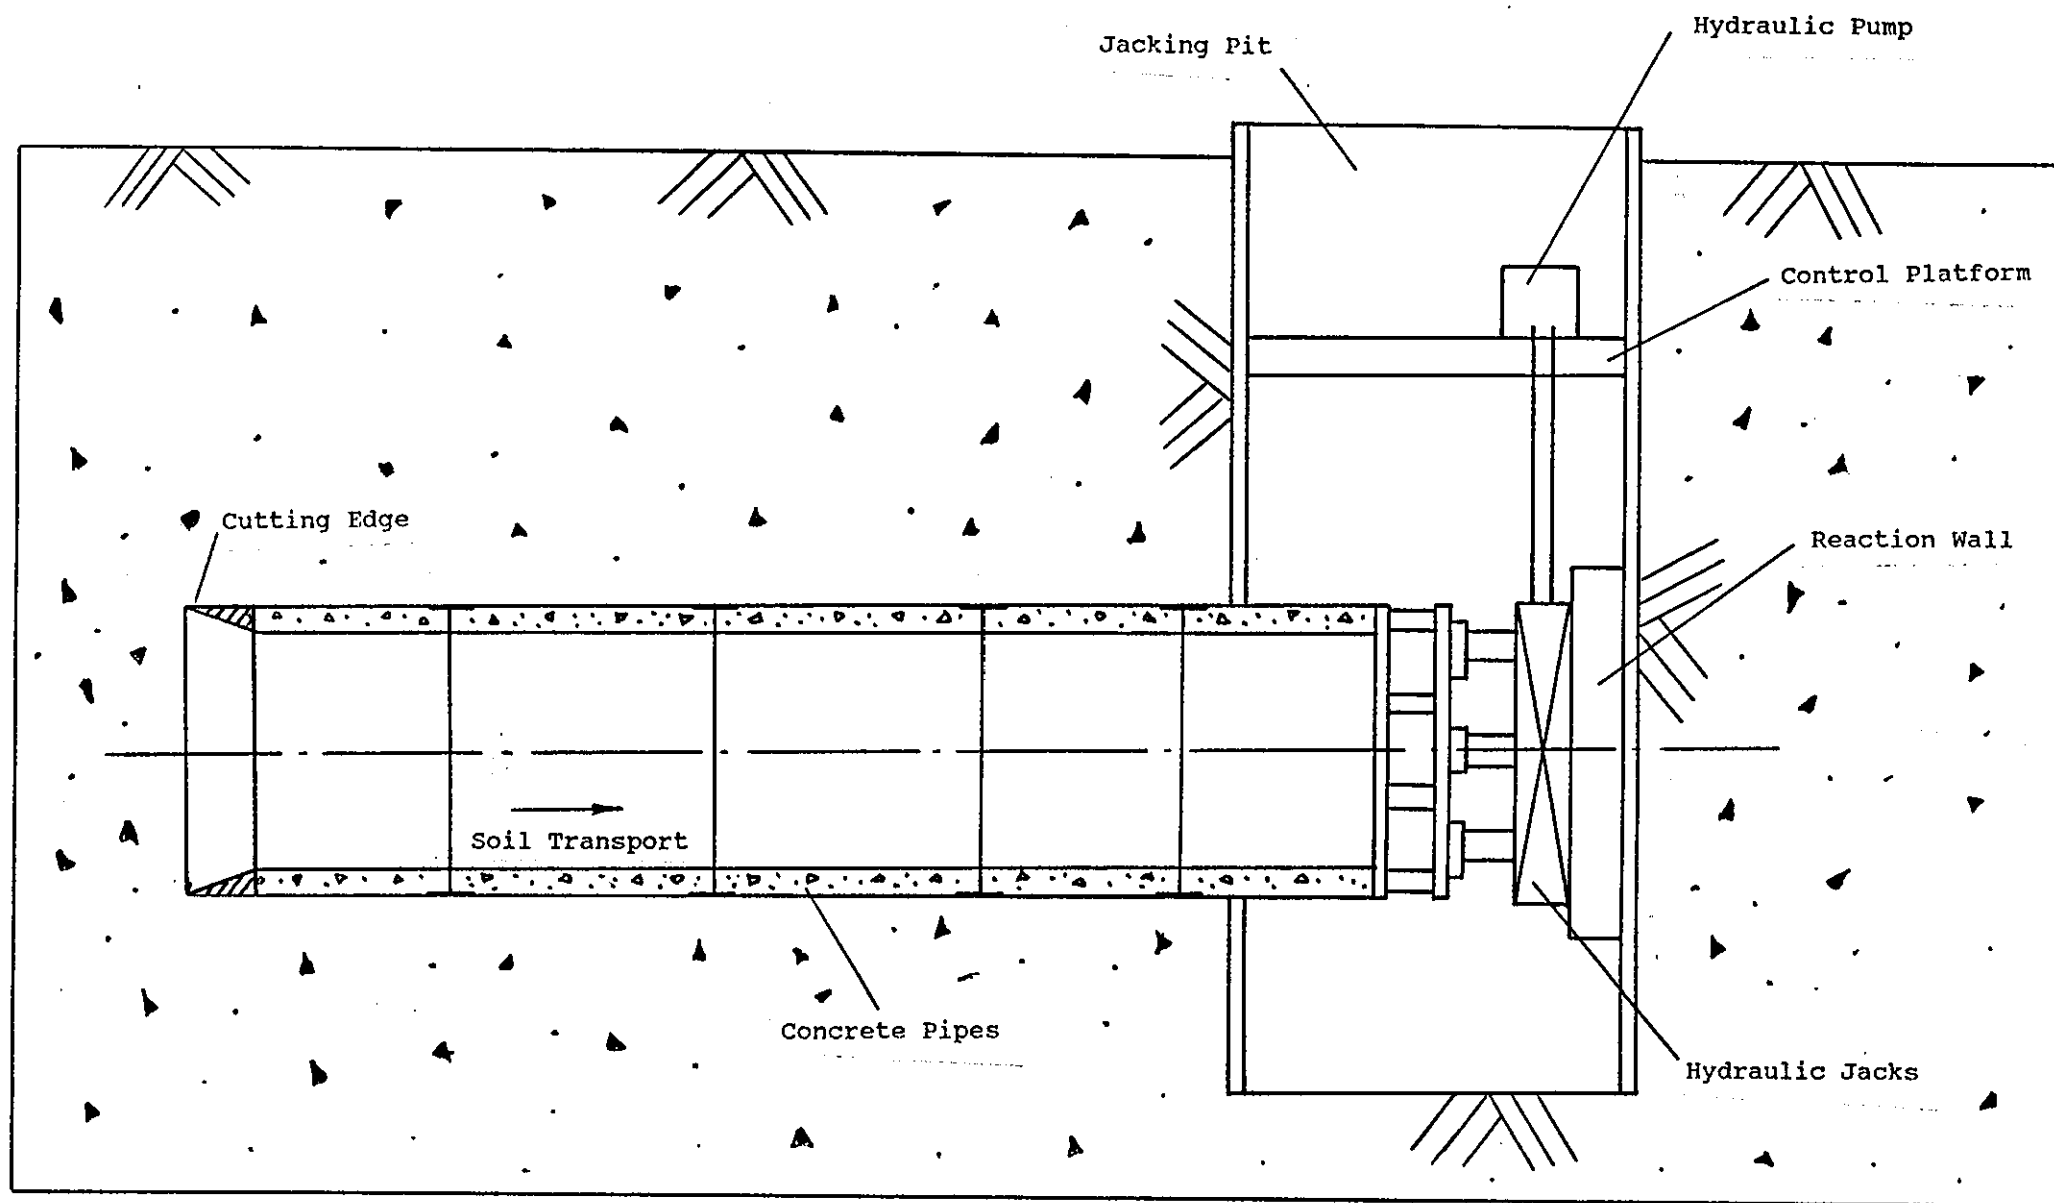 Hydraulic Pump
Jacking Pit
Control Platform
Cutting Edge
Reaction Wall
Soil Transport
Concrete Pipes
Hydraulic Jacks